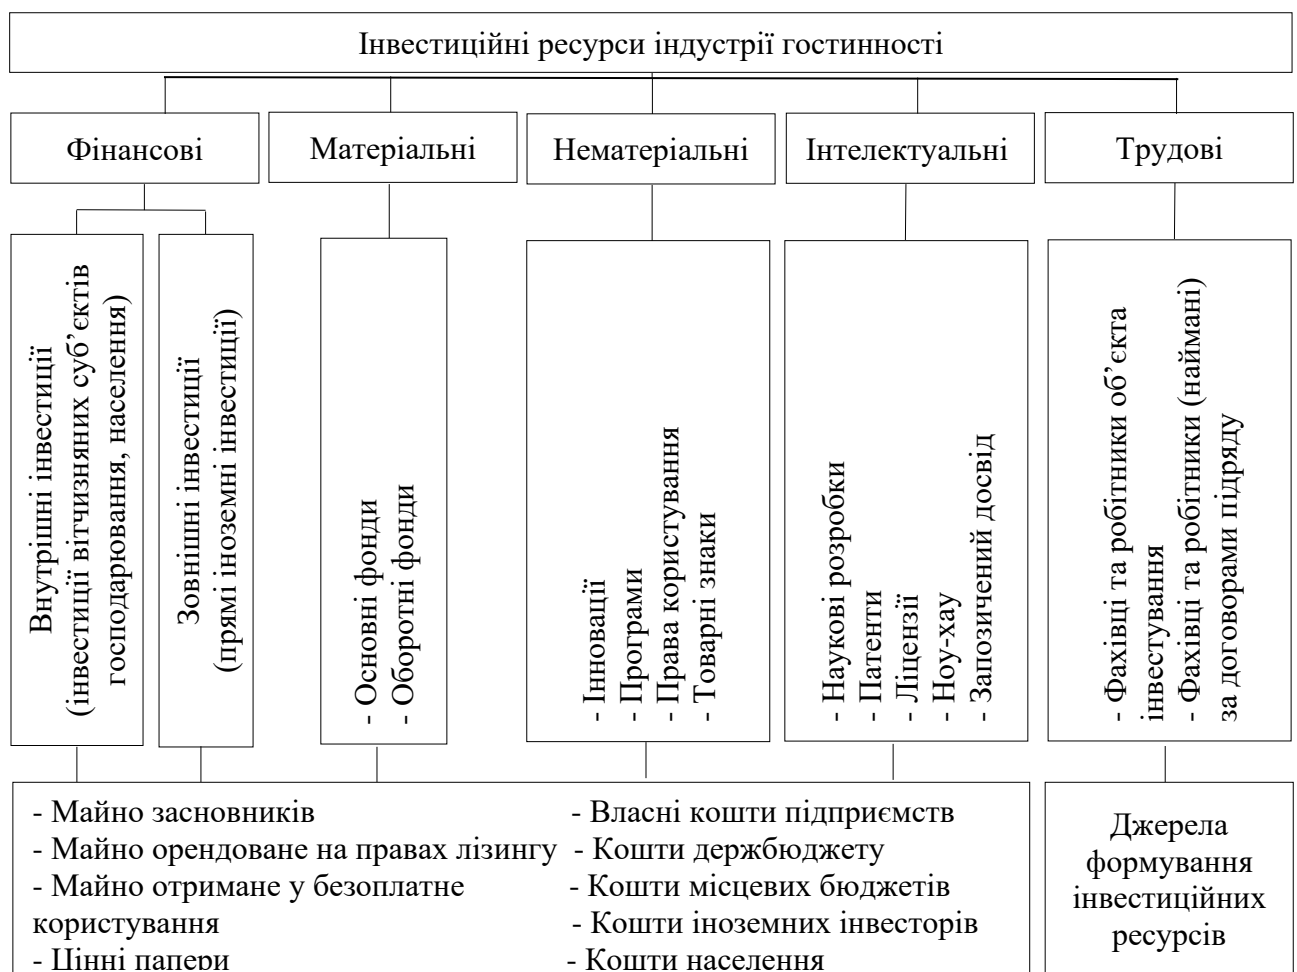 Інвестиційні ресурси індустрії гостинності
Фінансові
Матеріальні
Нематеріальні
Інтелектуальні
Трудові
Внутрішні інвестиції
(інвестиції вітчизняних суб’єктів
господарювання, населення)
Зовнішні інвестиції
(прямі іноземні інвестиції)
- Основні фонди
- Оборотні фонди
- Інновації
- Програми
- Права користування
- Товарні знаки
- Наукові розробки
- Патенти
- Ліцензії
- Ноу-хау
- Запозичений досвід
- Фахівці та робітники об’єкта
інвестування
- Фахівці та робітники (наймані)
за договорами підряду
- Майно засновників
- Майно орендоване на правах лізингу
- Майно отримане у безоплатне
користування
- Цінні папери
- Власні кошти підприємств
- Кошти держбюджету
- Кошти місцевих бюджетів
- Кошти іноземних інвесторів
- Кошти населення
Джерела
формування
інвестиційних
ресурсів